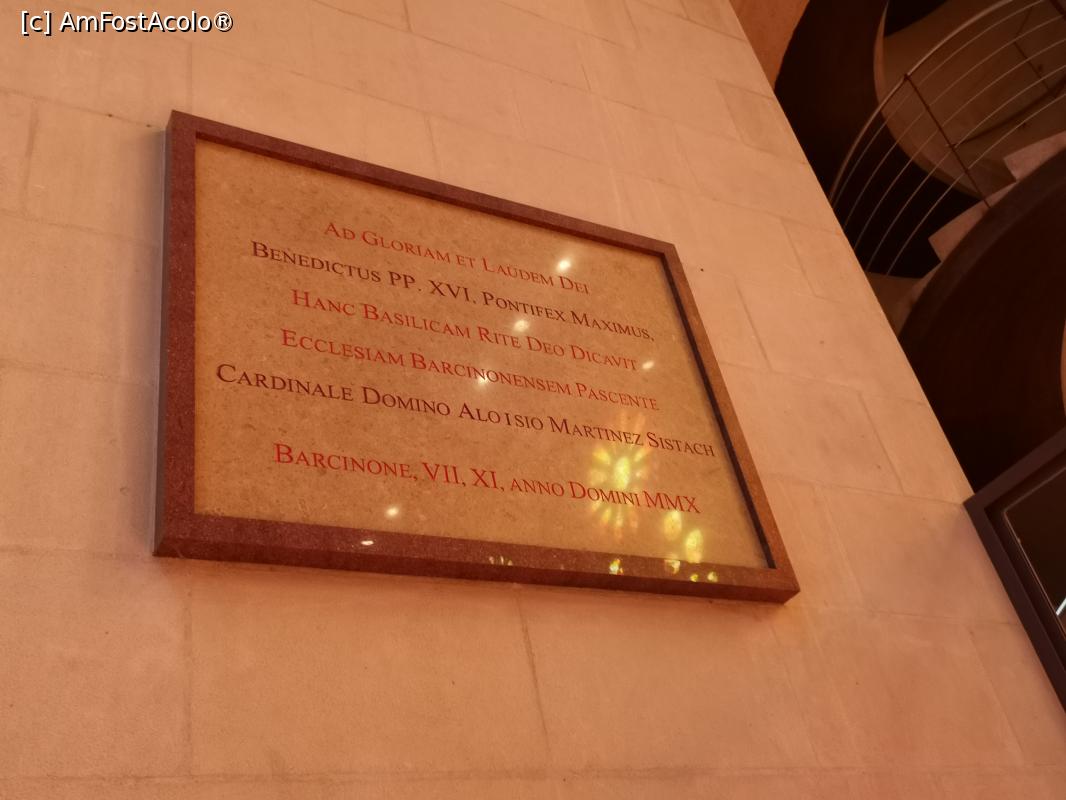 [c] AmFostAcolo®
AD GLORIAM ET LAUDEM DEI
BENEDICTUS PP. XVI, PONTIFEX MAXIMUS,
HANC BASILICAM RITE DEO DICAVIT
ECCLESIAM BARCINONENSEM PASCENTE
CARDINALE DOMINO ALOISIO MARTINEZ SISTACH
BARCINONE, VII, XI, ANNO DOMINI MMX